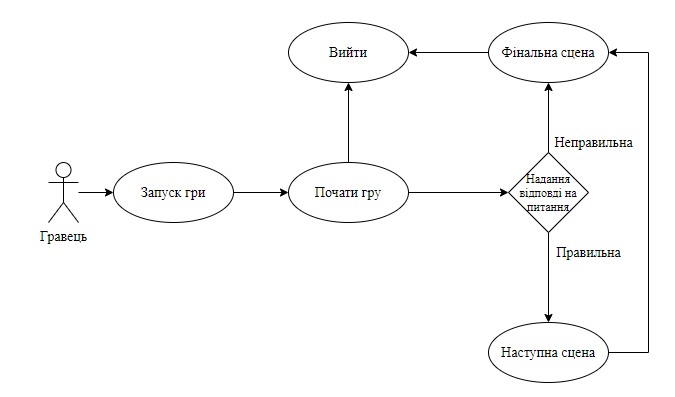 Вийти
Фінальна сцена
Неправильна
Запуск гри
Почати гру
Надання
відповіді на
питання
Гравець
Правильна
Наступна сцена